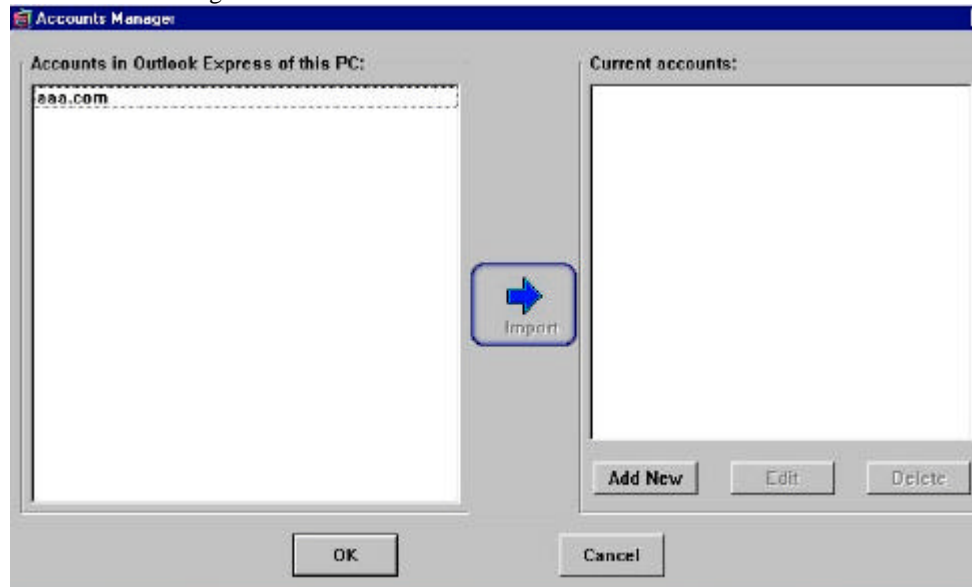 Accounts Manager
Accounts in Outlook Express of this PC:
aaa.com
Import
Current accounts:
Add New
Edit
Delete
OK
Cancel